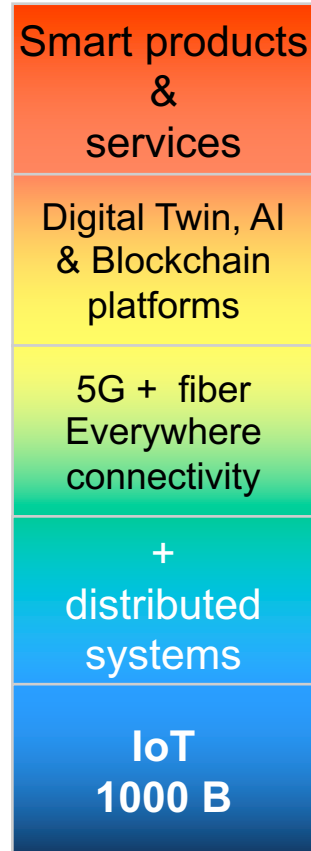 Smart products
&
services
Digital Twin, AI
& Blockchain
platforms
5G + fiber
Everywhere
connectivity
+
distributed
systems
IoT
1000 B